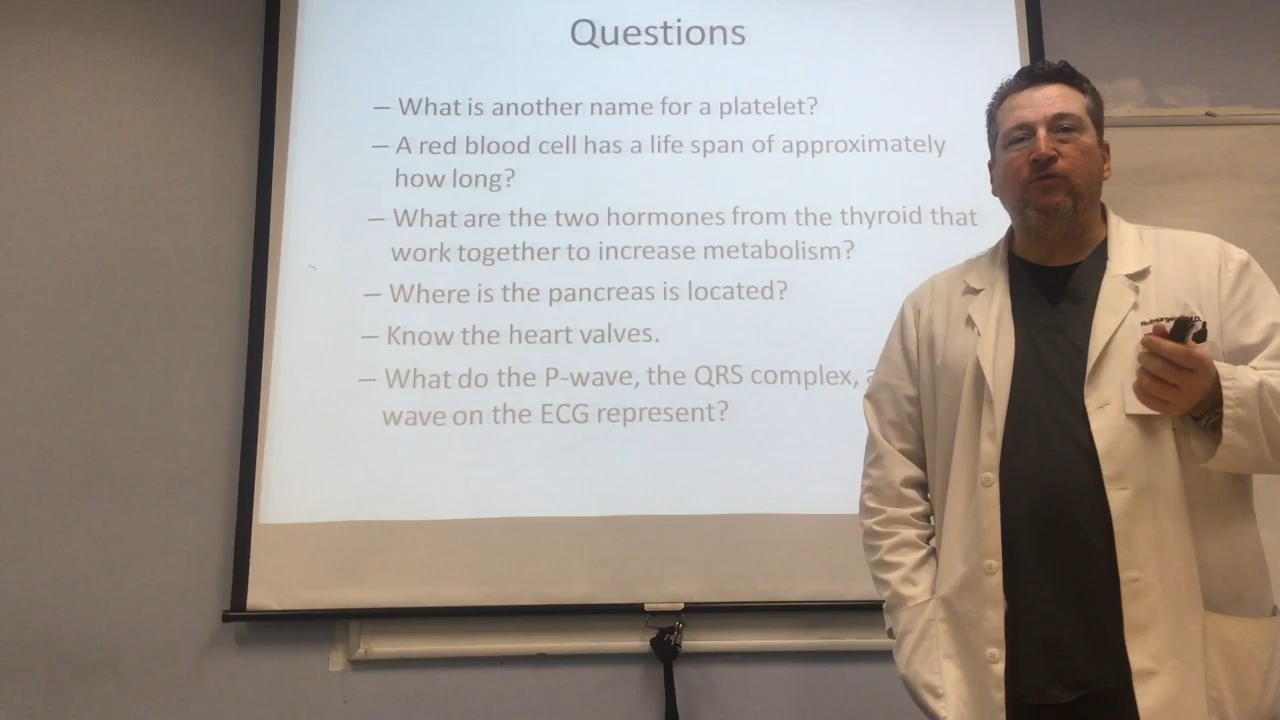 Questions
– What is another name for a platelet?
– A red blood cell has a life span of approximately
how long?
– What are the two hormones from the thyroid that
work together to increase metabolism?
– Where is the pancreas is located?
– Know the heart valves.
– What do the P-wave, the QRS complex,
wave on the ECG represent?